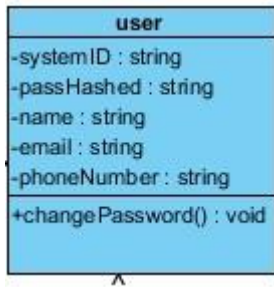 user
-systemID : string
-passHashed : string
-name : string
-email : string
-phoneNumber : string
+changePassword() : void